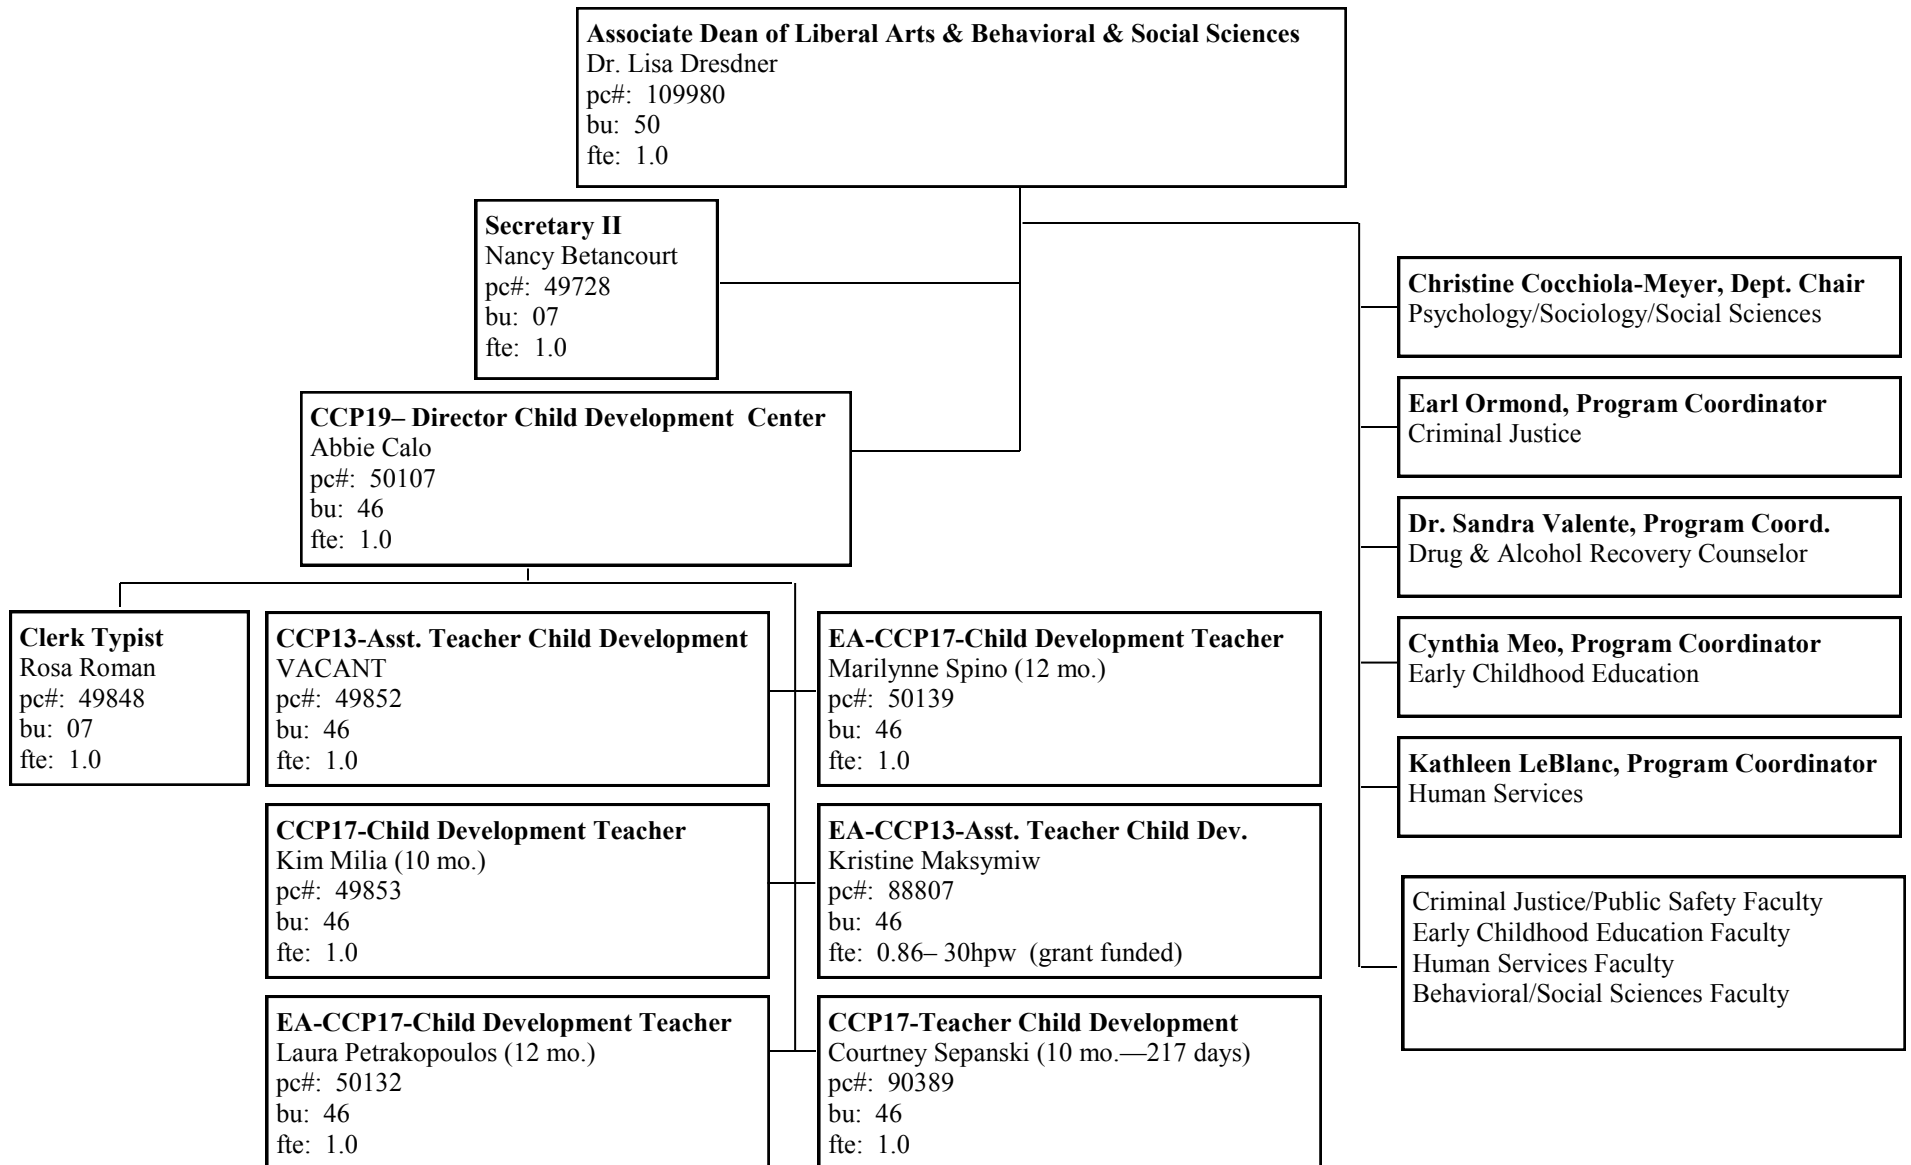 Associate Dean of Liberal Arts & Behavioral & Social Sciences
Dr. Lisa Dresdner
pc#: 109980
bu: 50
fte: 1.0
Secretary II
Nancy Betancourt
pc#: 49728
bu: 07
fte: 1.0
CCP19– Director Child Development Center
Abbie Calo
pc#: 50107
bu: 46
fte: 1.0
Clerk Typist
Rosa Roman
pc#: 49848
bu: 07
fte: 1.0
CCP13-Asst. Teacher Child Development
VACANT
pc#: 49852
bu: 46
fte: 1.0
EA-CCP17-Child Development Teacher
Marilynne Spino (12 mo.)
pc#: 50139
bu: 46
fte: 1.0
CCP17-Child Development Teacher
Kim Milia (10 mo.)
pc#: 49853
bu: 46
fte: 1.0
EA-CCP13-Asst. Teacher Child Dev.
Kristine Maksymiw
pc#: 88807
bu: 46
fte: 0.86– 30hpw (grant funded)
EA-CCP17-Child Development Teacher
Laura Petrakopoulos (12 mo.)
pc#: 50132
bu: 46
fte: 1.0
CCP17-Teacher Child Development
Courtney Sepanski (10 mo.—217 days)
pc#: 90389
bu: 46
fte: 1.0
Christine Cocchiola-Meyer, Dept. Chair
Psychology/Sociology/Social Sciences
Earl Ormond, Program Coordinator
Criminal Justice
Dr. Sandra Valente, Program Coord.
Drug & Alcohol Recovery Counselor
Cynthia Meo, Program Coordinator
Early Childhood Education
Kathleen LeBlanc, Program Coordinator
Human Services
Criminal Justice/Public Safety Faculty
Early Childhood Education Faculty
Human Services Faculty
Behavioral/Social Sciences Faculty